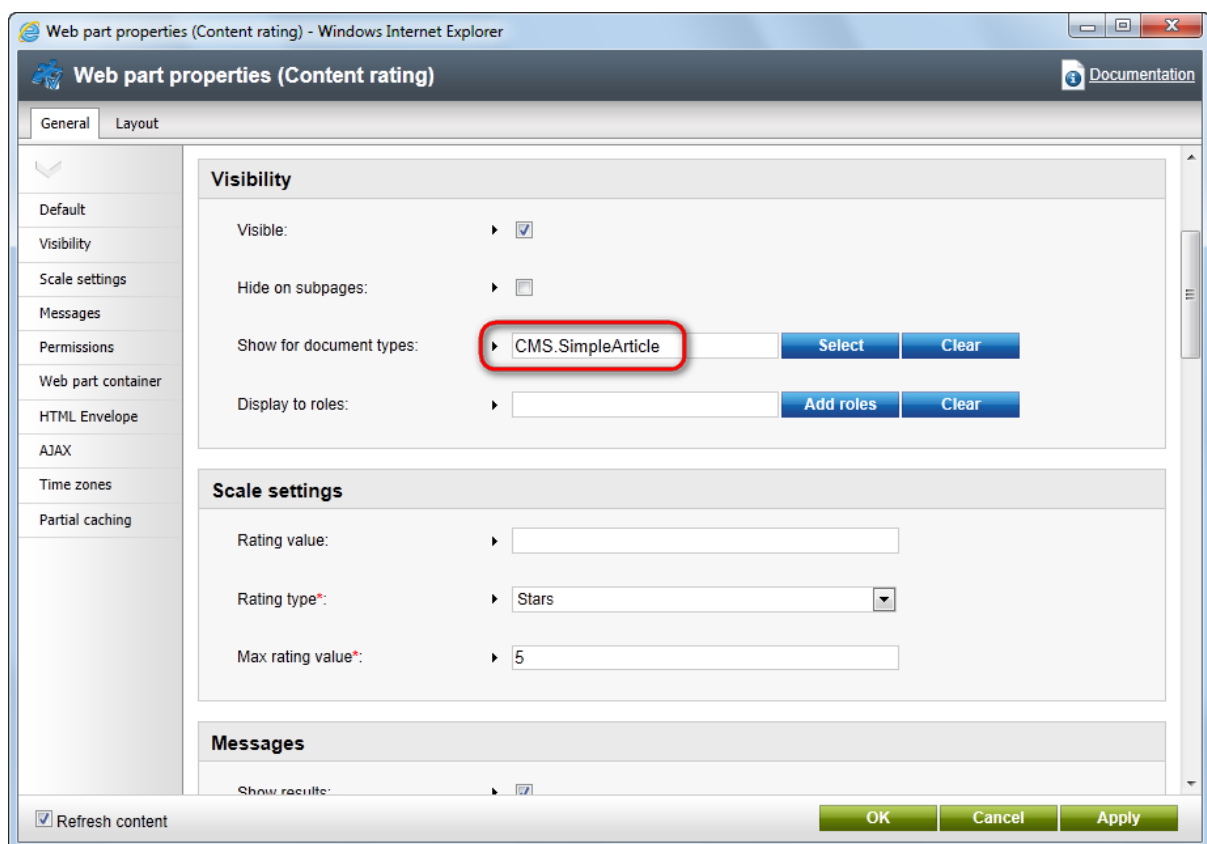 Web part properties (Content rating) - Windows Internet Explorer
Web part properties (Content rating)
Documentation
General Layout
Visibility
Default
Visible:
Visibility
Scale settings
Hide on subpages:
Messages
Show for document types: CMS.SimpleArticle Select Clear
Permissions
Web part container
Display to roles: Add roles Clear
HTML Envelope
AJAX
Time zones
Scale settings
Partial caching
Rating value:
Rating type*: Stars
Max rating value*: 5
Messages
Show results:
Refresh content
OK Cancel Apply